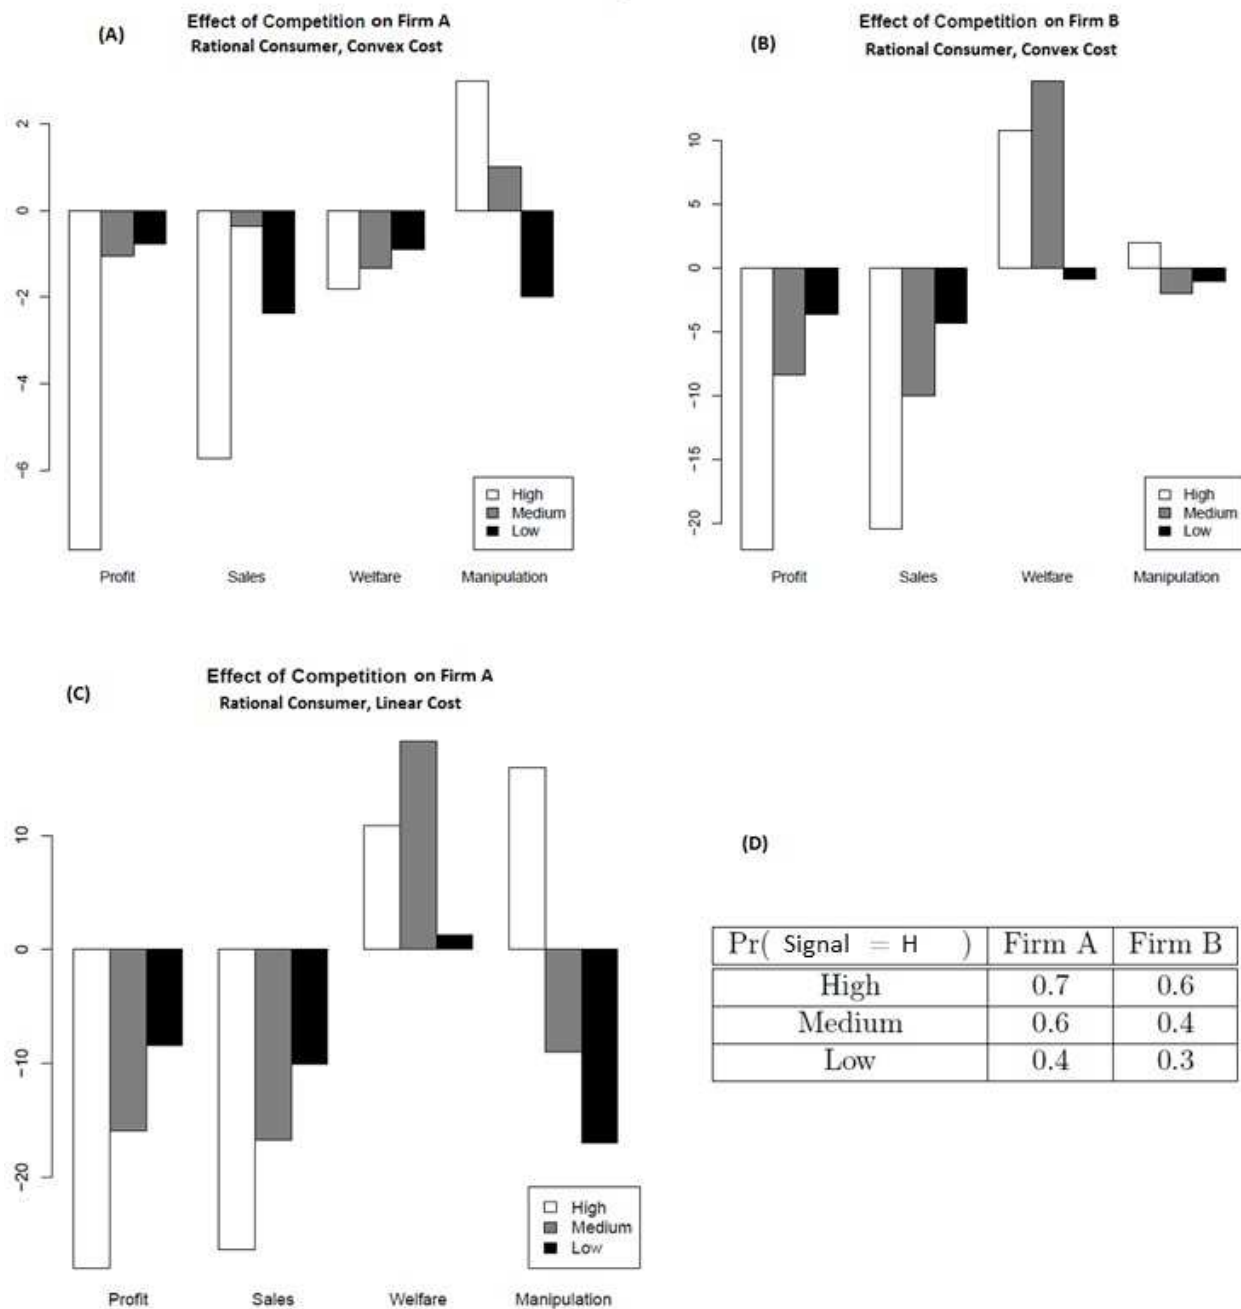 (A)
Effect of Competition on Firm A
Rational Consumer, Convex Cost
2
0
−2
−4
−6
High
Medium
Low
Profit Sales Welfare Manipulation
(B)
Effect of Competition on Firm B
Rational Consumer, Convex Cost
10
5
0
−5
−10
−15
−20
High
Medium
Low
Profit Sales Welfare Manipulation
(C)
Effect of Competition on Firm A
Rational Consumer, Linear Cost
10
0
−10
−20
High
Medium
Low
Profit Sales Welfare Manipulation
(D)
Pr( Signal = H ) Firm A Firm B
High 0.7 0.6
Medium 0.6 0.4
Low 0.4 0.3